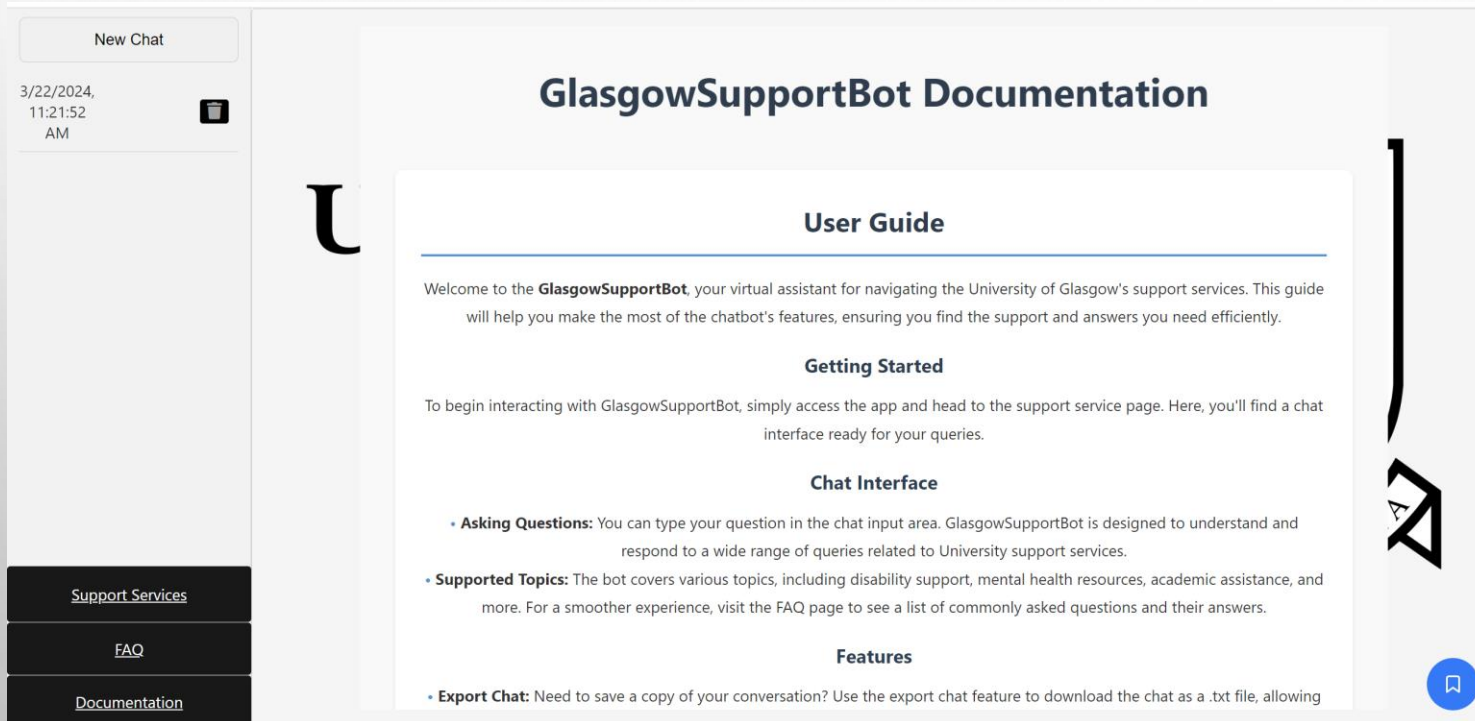 New Chat
3/22/2024,
11:21:52
AM
Support Services
FAQ
Documentation
U
GlasgowSupportBot Documentation
User Guide
Welcome to the GlasgowSupportBot, your virtual assistant for navigating the University of Glasgow's support services. This guide
will help you make the most of the chatbot's features, ensuring you find the support and answers you need efficiently.
Getting Started
To begin interacting with GlasgowSupportBot, simply access the app and head to the support service page. Here, you'll find a chat
interface ready for your queries.
Chat Interface
• Asking Questions: You can type your question in the chat input area. GlasgowSupportBot is designed to understand and
respond to a wide range of queries related to University support services.
• Supported Topics: The bot covers various topics, including disability support, mental health resources, academic assistance, and
more. For a smoother experience, visit the FAQ page to see a list of commonly asked questions and their answers.
Features
• Export Chat: Need to save a copy of your conversation? Use the export chat feature to download the chat as a .txt file, allowing
A